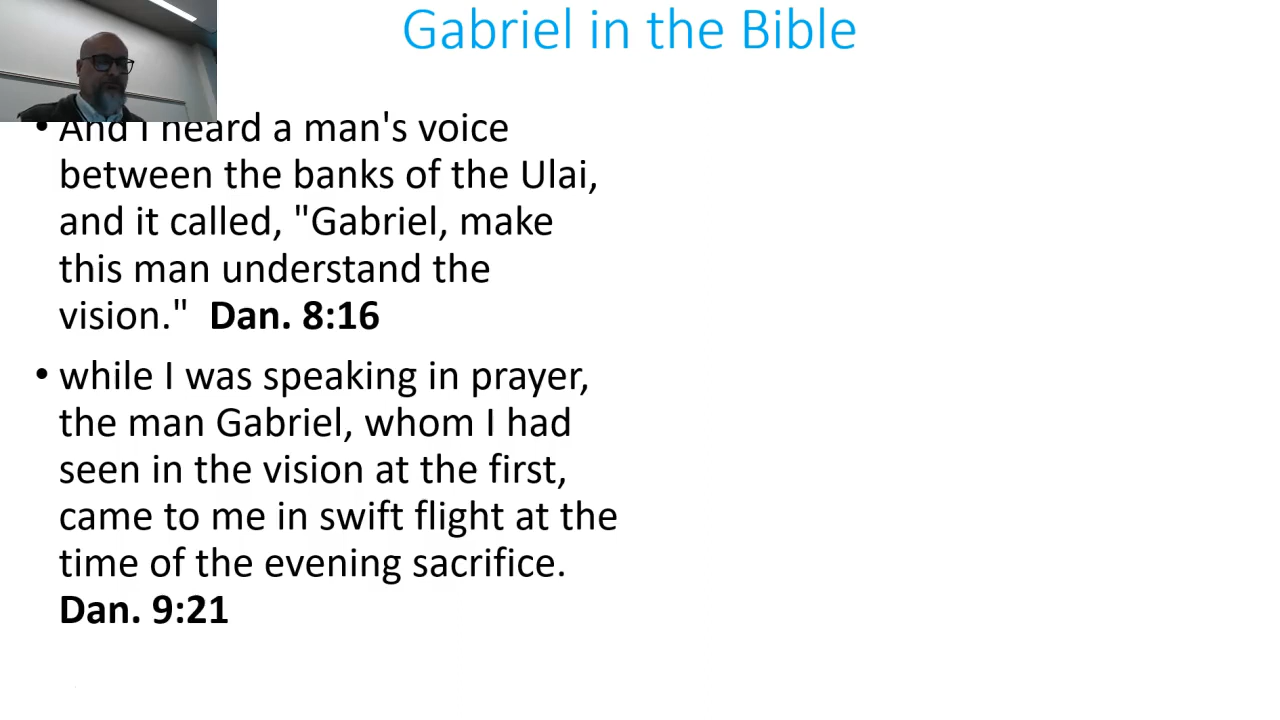 Gabriel in the Bible
• And I heard a man's voice
between the banks of the Ulai,
and it called, "Gabriel, make
this man understand the
vision."  Dan. 8:16
• while I was speaking in prayer,
the man Gabriel, whom I had
seen in the vision at the first,
came to me in swift flight at the
time of the evening sacrifice.
Dan. 9:21